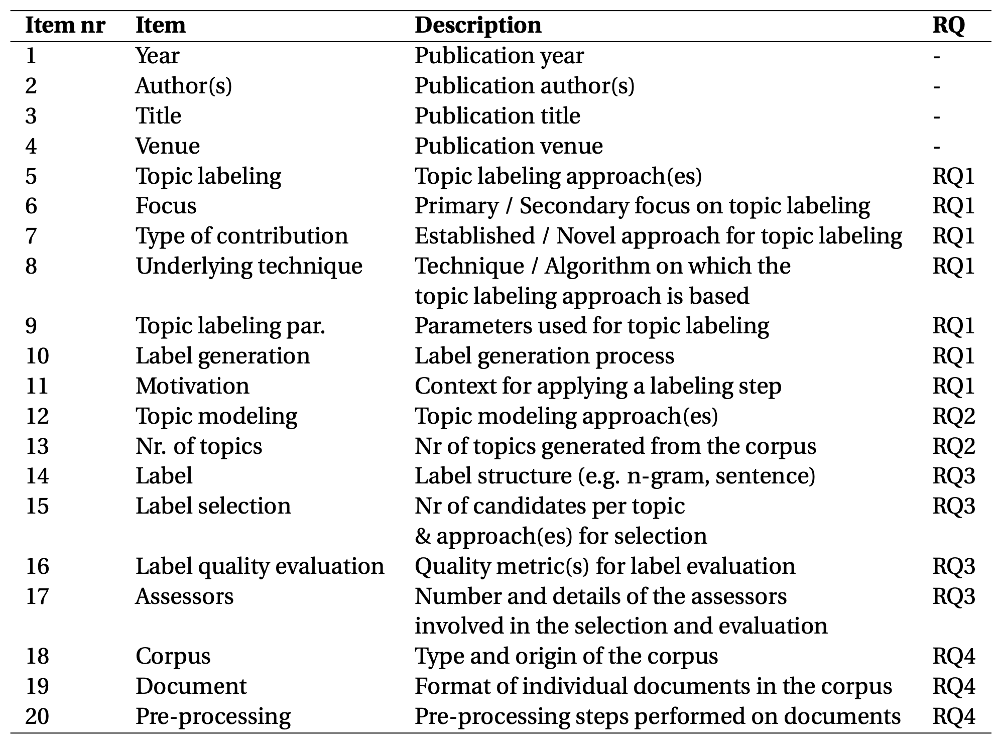 Item nr Item Description RQ
1 Year Publication year -
2 Author(s) Publication author(s) -
3 Title Publication title -
4 Venue Publication venue -
5 Topic labeling Topic labeling approach(es) RQ1
6 Focus Primary / Secondary focus on topic labeling RQ1
7 Type of contribution Established / Novel approach for topic labeling RQ1
8 Underlying technique Technique / Algorithm on which the RQ1
topic labeling approach is based
9 Topic labeling par. Parameters used for topic labeling RQ1
10 Label generation Label generation process RQ1
11 Motivation Context for applying a labeling step RQ1
12 Topic modeling Topic modeling approach(es) RQ2
13 Nr. of topics Nr of topics generated from the corpus RQ2
14 Label Label structure (e.g. n-gram, sentence) RQ3
15 Label selection Nr of candidates per topic RQ3
& approach(es) for selection
16 Label quality evaluation Quality metric(s) for label evaluation RQ3
17 Assessors Number and details of the assessors RQ3
involved in the selection and evaluation
18 Corpus Type and origin of the corpus RQ4
19 Document Format of individual documents in the corpus RQ4
20 Pre-processing Pre-processing steps performed on documents RQ4